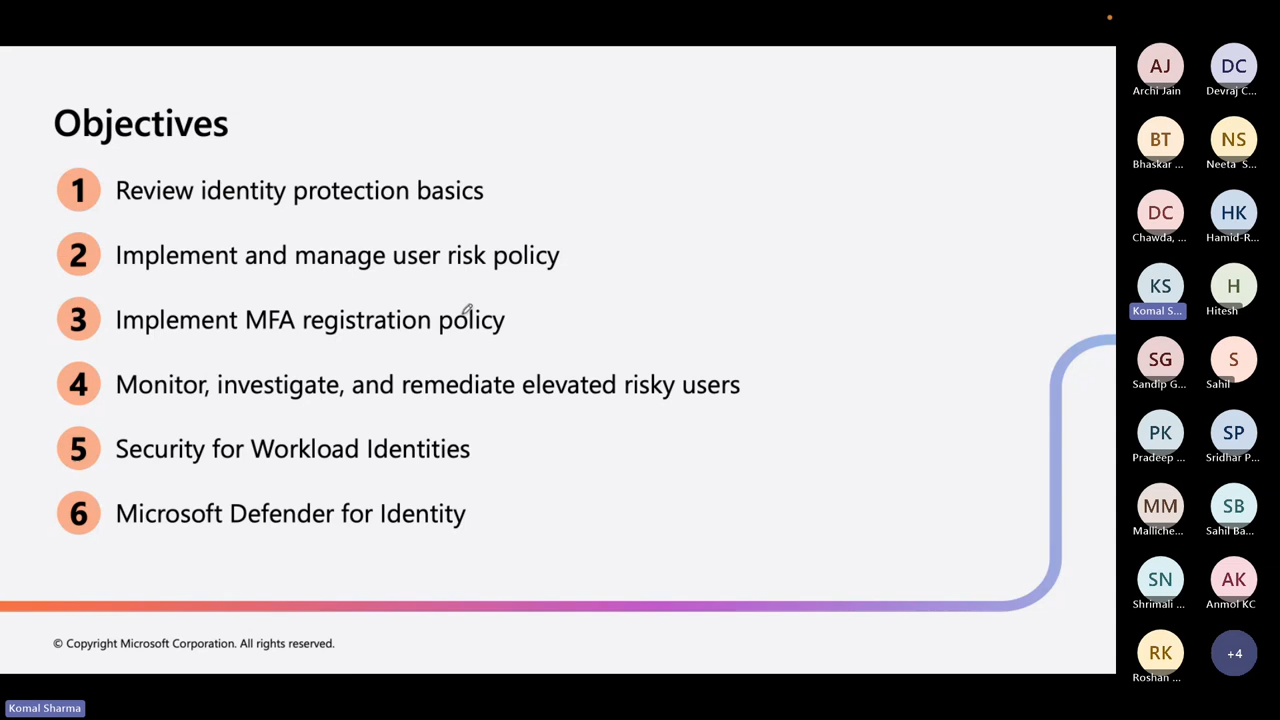 Objectives
1 Review identity protection basics
2 Implement and manage user risk policy
3 Implement MFA registration policy
4 Monitor, investigate, and remediate elevated risky users
5 Security for Workload Identities
6 Microsoft Defender for Identity
© Copyright Microsoft Corporation. All rights reserved.
Komal Sharma
AJ DC
Archi Jain Devraj C...
BT NS
Bhaskar ... Neeta S...
DC HK
Chawda, ... Hamid-R...
KS H
Komal S... Hitesh
SG S
Sandip G... Sahil
PK SP
Pradeep ... Sridhar P...
MM SB
Malliche... Sahil Ba...
SN AK
Shrimali ... Anmol KC
RK +4
Roshan ...